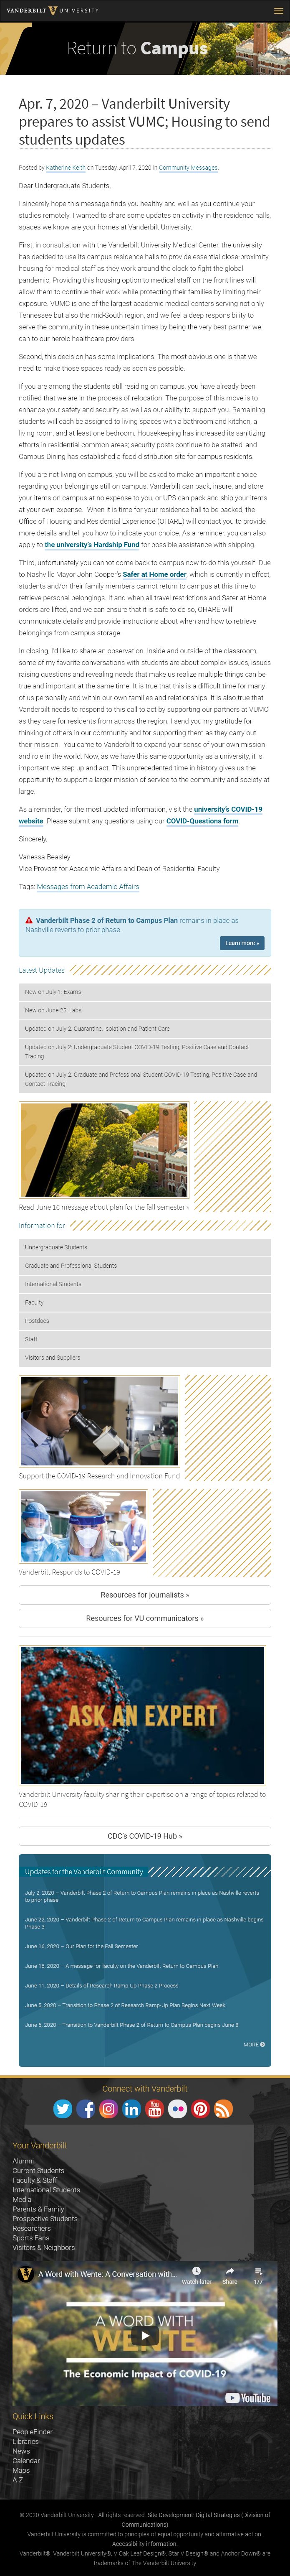 VANDERBILT UNIVERSITY
Return to Campus
Apr. 7, 2020 – Vanderbilt University
prepares to assist VUMC; Housing to send
students updates
Posted by Katherine Keith on Tuesday, April 7, 2020 in Community Messages.
Dear Undergraduate Students,
I sincerely hope this message finds you healthy and well as you continue your
studies remotely. I wanted to share some updates on activity in the residence halls,
spaces we know are your homes at Vanderbilt University.
First, in consultation with the Vanderbilt University Medical Center, the university
decided to use its own campus residence halls to provide essential close-proximity
housing for medical staff as they work around the clock to fight the global
pandemic. Providing this housing option to medical staff on the front lines will
allow them to continue their work while protecting their families by limiting their
exposure. VUMC is one of the largest academic medical centers serving not only
Tennessee but also the mid-South region, and we feel a deep responsibility to
serve the community in these uncertain times by being the very best partner we
can to our heroic healthcare providers.
Second, this decision has some implications. The most obvious one is that we
need to make those spaces ready as soon as possible.
If you are among the students still residing on campus, you have already been
notified that we are in the process of relocation. The purpose of this move is to
enhance your safety and security as well as our ability to support you. Remaining
students will each be assigned to an apartment with a bathroom and kitchen, a
living room, and at least one bedroom. Housekeeping has increased its sanitizing
efforts in residential common areas; security protocols will continue to be staffed; and
Campus Dining has established a food distribution site for campus residents.
If you are not living on campus, you will be asked to make an important choice
regarding your belongings still on campus: Vanderbilt can pack, insure, and store
your items on campus at no expense to you, or UPS can pack and ship your items
anywhere. When it is time for you to make this decision, you will be contacted. The
Office of Housing and Residential Experience (OHARE) will contact you to provide
details and tell you how to indicate your choice. As a reminder, you can also
apply to the university's Hardship Fund for possible assistance with shipping.
Third, unfortunately you cannot come back to campus now to do this yourself. Due
to Nashville Mayor John Cooper's Safer at Home order, which is currently in effect,
students and/or their family members cannot return to campus at this time to
retrieve personal belongings. If and when all travel restrictions and Safer at Home
orders are lifted, and we can be certain that it is safe to do so, OHARE will
communicate details and provide instructions about when and how to retrieve
belongings from campus storage.
In closing, I'd like to share an observation. Inside and outside of the classroom,
some of my favorite conversations with students are about complex issues, issues
raising questions and revealing needs that make us realize multiple things can be
true at the same time. It is true that this is a difficult time for many
of you and that your own families are facing challenges. It is true that
Vanderbilt needs to respond to this call to act by supporting our partners at VUMC
as they care for residents from across the region. I send you my gratitude for
thinking of others in our community and supporting them as they carry out
their mission. You came to Vanderbilt to expand your sense of your own mission
and role in the world. Now, as we have this same opportunity as a university, it is
important we step up and act. This unprecedented time in history gives us the
opportunity to support a larger mission of service to the community and society at
large.
As a reminder, for the most updated information, visit the university's COVID-19
website. Please submit any questions using our COVID-Questions form.
Sincerely,
Vanessa Beasley
Vice Provost for Academic Affairs and Dean of Residential Faculty
Tags: Messages from Academic Affairs
Vanderbilt Phase 2 of Return to Campus Plan remains in place as
Nashville reverts to prior phase.
Learn more »
Latest Updates
New on July 1: Exams
New on June 25: Labs
Updated on July 2: Quarantine, Isolation and Patient Care
Updated on July 2: Undergraduate Student COVID-19 Testing, Positive Case and Contact
Tracing
Updated on July 2: Graduate and Professional Student COVID-19 Testing, Positive Case and
Contact Tracing
Read June 16 message about plan for the fall semester »
Information for
Undergraduate Students
Graduate and Professional Students
International Students
Faculty
Postdocs
Staff
Visitors and Suppliers
Support the COVID-19 Research and Innovation Fund
Vanderbilt Responds to COVID-19
Resources for journalists »
Resources for VU communicators »
ASK AN EXPERT
Vanderbilt University faculty sharing their expertise on a range of topics related to
COVID-19
CDC's COVID-19 Hub »
Updates for the Vanderbilt Community
July 2, 2020 – Vanderbilt Phase 2 of Return to Campus Plan remains in place as Nashville reverts
to prior phase
June 22, 2020 – Vanderbilt Phase 2 of Return to Campus Plan remains in place as Nashville begins
Phase 3
June 16, 2020 – Our Plan for the Fall Semester
June 16, 2020 – A message for faculty on the Vanderbilt Return to Campus Plan
June 11, 2020 – Details of Research Ramp-Up Phase 2 Process
June 5, 2020 – Transition to Phase 2 of Research Ramp-Up Plan Begins Next Week
June 5, 2020 – Transition to Vanderbilt Phase 2 of Return to Campus Plan begins June 8
MORE
Connect with Vanderbilt
Your Vanderbilt
Alumni
Current Students
Faculty & Staff
International Students
Media
Parents & Family
Prospective Students
Researchers
Sports Fans
Visitors & Neighbors
A Word with Wente: A Conversation with...
Watch later
Share
1/7
A WORD WITH
WENTE
The Economic Impact of COVID-19
YouTube
Quick Links
PeopleFinder
Libraries
News
Calendar
Maps
A-Z
© 2020 Vanderbilt University · All rights reserved. Site Development: Digital Strategies (Division of
Communications)
Vanderbilt University is committed to principles of equal opportunity and affirmative action.
Accessibility information.
Vanderbilt®, Vanderbilt University®, V Oak Leaf Design®, Star V Design® and Anchor Down® are
trademarks of The Vanderbilt University